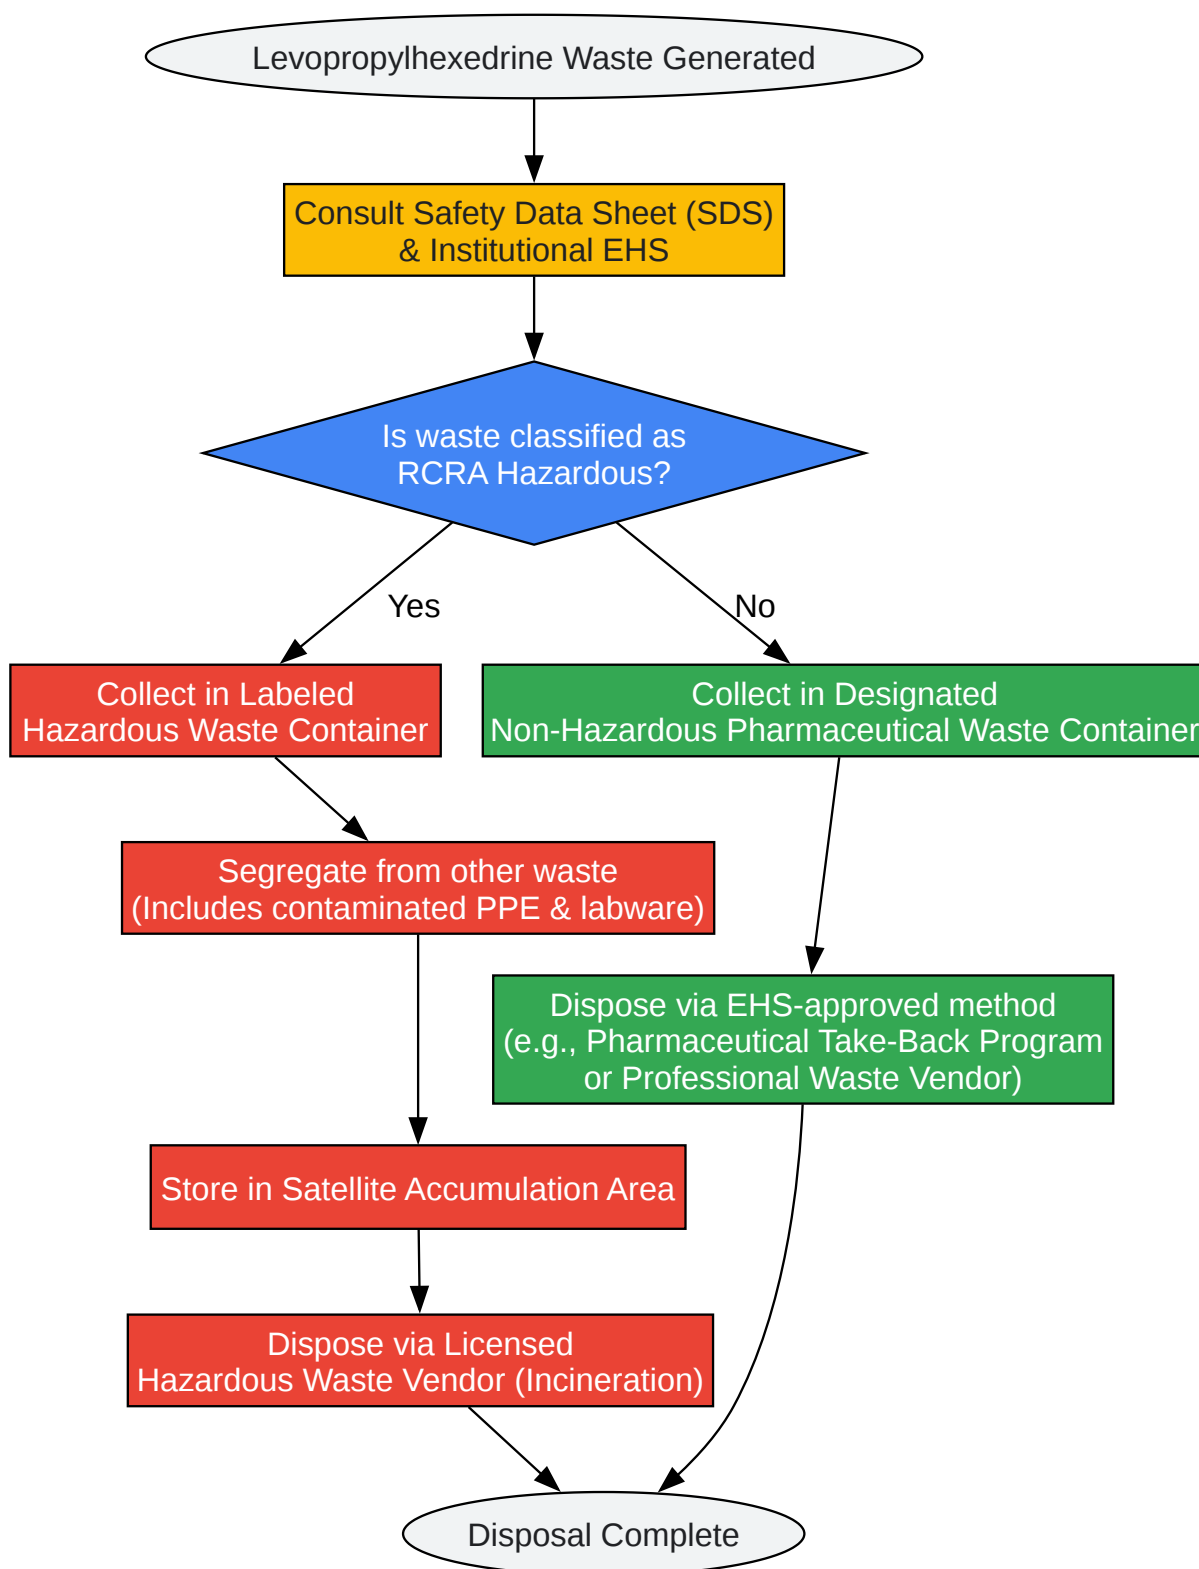 Levopropylhexedrine Waste Generated
Consult Safety Data Sheet (SDS)
& Institutional EHS
Is waste classified as
RCRA Hazardous?
Yes
No
Collect in Labeled
Hazardous Waste Container
Collect in Designated
Non-Hazardous Pharmaceutical Waste Container
Segregate from other waste
(Includes contaminated PPE & labware)
Dispose via EHS-approved method
(e.g., Pharmaceutical Take-Back Program
or Professional Waste Vendor)
Store in Satellite Accumulation Area
Dispose via Licensed
Hazardous Waste Vendor (Incineration)
Disposal Complete